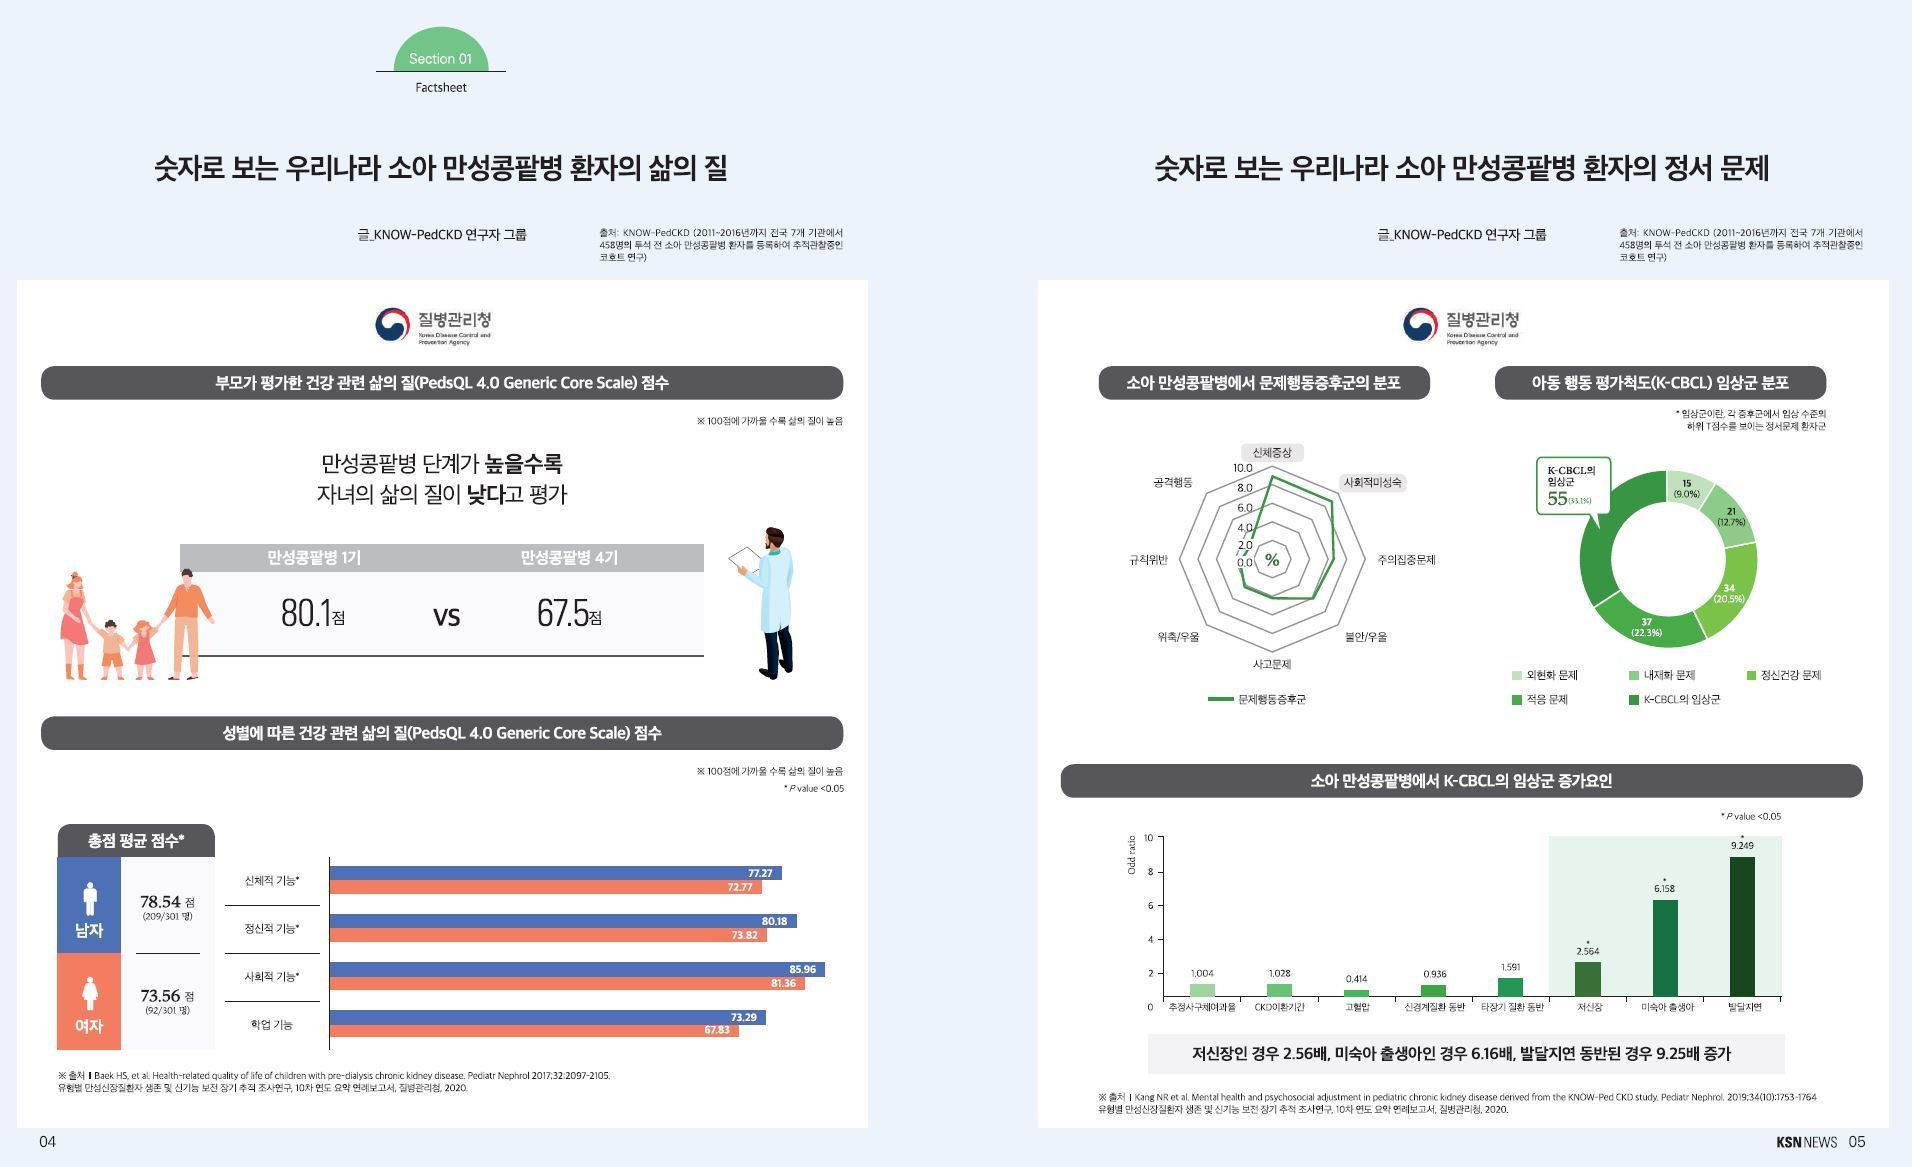 Section 01
Factsheet
숫자로 보는 우리나라 소아 만성콩팥병 환자의 삶의 질
글_KNOW-PedCKD 연구자 그룹
출처: KNOW-PedCKD (2011~2016년까지 전국 7개 기관에서
458명의 투석 전 소아 만성콩팥병 환자를 등록하여 추적관찰중인
코호트 연구)
질병관리청
Korea Disease Control and
Prevention Agency
부모가 평가한 건강 관련 삶의 질(PedsQL 4.0 Generic Core Scale) 점수
※ 100점에 가까울 수록 삶의 질이 높음
만성콩팥병 단계가 높을수록
자녀의 삶의 질이 낮다고 평가
만성콩팥병 1기
만성콩팥병 4기
80.1점 VS 67.5점
성별에 따른 건강 관련 삶의 질(PedsQL 4.0 Generic Core Scale) 점수
※ 100점에 가까울 수록 삶의 질이 높음
* P value <0.05
총점 평균 점수*
남자
78.54 점
(209/301 명)
여자
73.56 점
(92/301 명)
신체적 기능*
77.27
72.77
정신적 기능*
80.18
73.82
사회적 기능*
85.96
81.36
학업 기능
73.29
67.83
※ 출처 I Baek HS, et al. Health-related quality of life of children with pre-dialysis chronic kidney disease. Pediatr Nephrol 2017;32:2097-2105.
유형별 만성신장질환자 생존 및 신기능 보전 장기 추적 조사연구, 10차 연도 요약 연례보고서, 질병관리청, 2020.
04
숫자로 보는 우리나라 소아 만성콩팥병 환자의 정서 문제
글_KNOW-PedCKD 연구자 그룹
출처: KNOW-PedCKD (2011~2016년까지 전국 7개 기관에서
458명의 투석 전 소아 만성콩팥병 환자를 등록하여 추적관찰중인
코호트 연구)
질병관리청
Korea Disease Control and
Prevention Agency
소아 만성콩팥병에서 문제행동증후군의 분포
신체증상
사회적미성숙
주의집중문제
불안/우울
사고문제
위축/우울
규칙위반
공격행동
10.0
8.0
6.0
4.0
2.0
0.0
%
문제행동증후군
아동 행동 평가척도(K-CBCL) 임상군 분포
* 임상군이란, 각 증후군에서 임상 수준의
하위 T점수를 보이는 정서문제 환자군
K-CBCL의
임상군
55(33.1%)
15
(9.0%)
21
(12.7%)
34
(20.5%)
37
(22.3%)
외현화 문제
내재화 문제
정신건강 문제
적응 문제
K-CBCL의 임상군
소아 만성콩팥병에서 K-CBCL의 임상군 증가요인
* P value <0.05
Odd ratio
10
8
6
4
2
0
1.004
1.028
0.414
0.936
1.591
*
2.564
*
6.158
*
9.249
추정사구체여과율
CKD이환기간
고혈압
신경계질환 동반
타장기 질환 동반
저신장
미숙아 출생아
발달지연
저신장인 경우 2.56배, 미숙아 출생아인 경우 6.16배, 발달지연 동반된 경우 9.25배 증가
※ 출처 I Kang NR et al. Mental health and psychosocial adjustment in pediatric chronic kidney disease derived from the KNOW-Ped CKD study. Pediatr Nephrol. 2019;34(10):1753-1764
유형별 만성신장질환자 생존 및 신기능 보전 장기 추적 조사연구, 10차 연도 요약 연례보고서, 질병관리청, 2020.
KSN NEWS 05